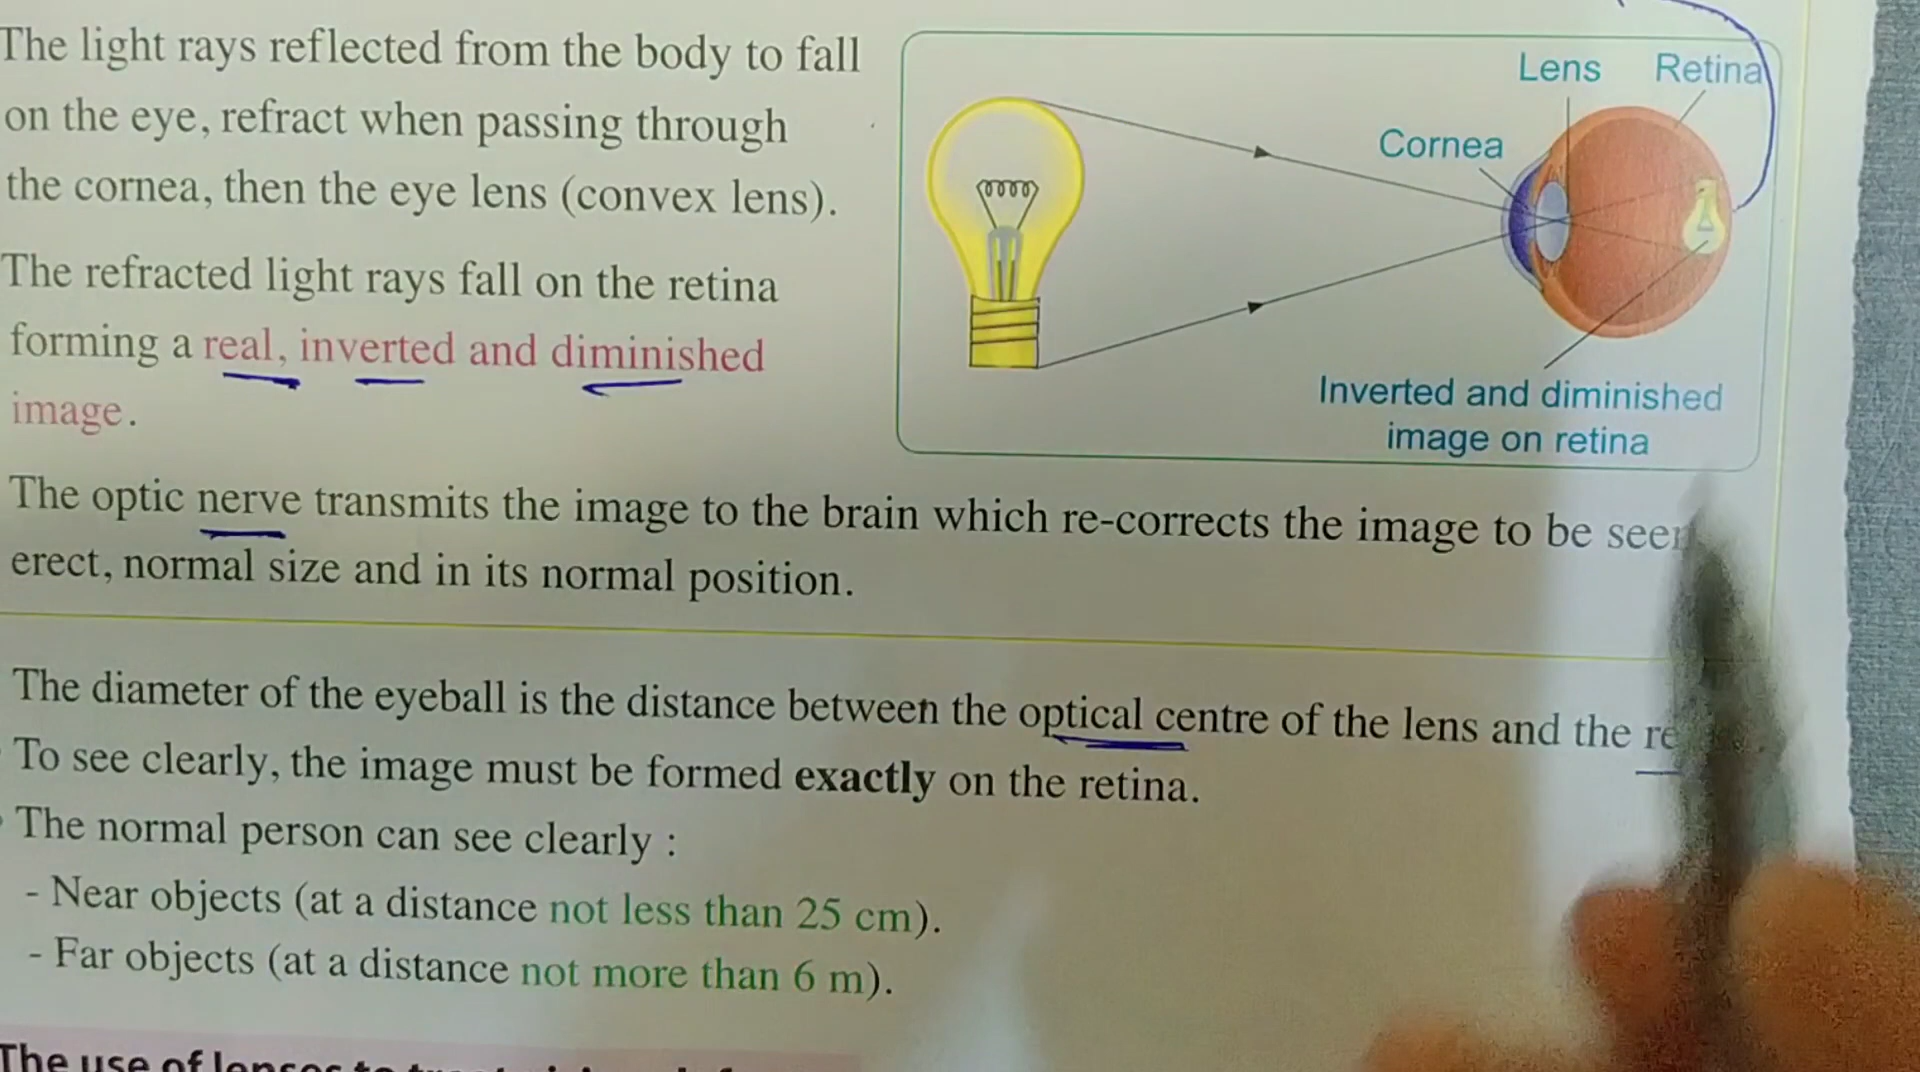 The light rays reflected from the body to fall
on the eye, refract when passing through
the cornea, then the eye lens (convex lens).
The refracted light rays fall on the retina
forming a real, inverted and diminished
image.
Lens
Retina
Cornea
Inverted and diminished
image on retina
The optic nerve transmits the image to the brain which re-corrects the image to be seen
erect, normal size and in its normal position.
The diameter of the eyeball is the distance between the optical centre of the lens and the
To see clearly, the image must be formed exactly on the retina.
The normal person can see clearly :
- Near objects (at a distance not less than 25 cm).
- Far objects (at a distance not more than 6 m).
The use of lenses to